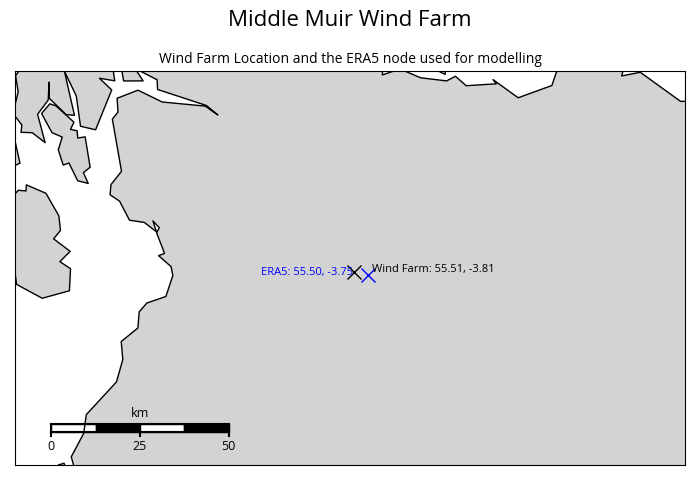 Middle Muir Wind Farm
Wind Farm Location and the ERA5 node used for modelling
Wind Farm: 55.51, -3.81
ERA5: 55.50, -3.75
km
0 25 50